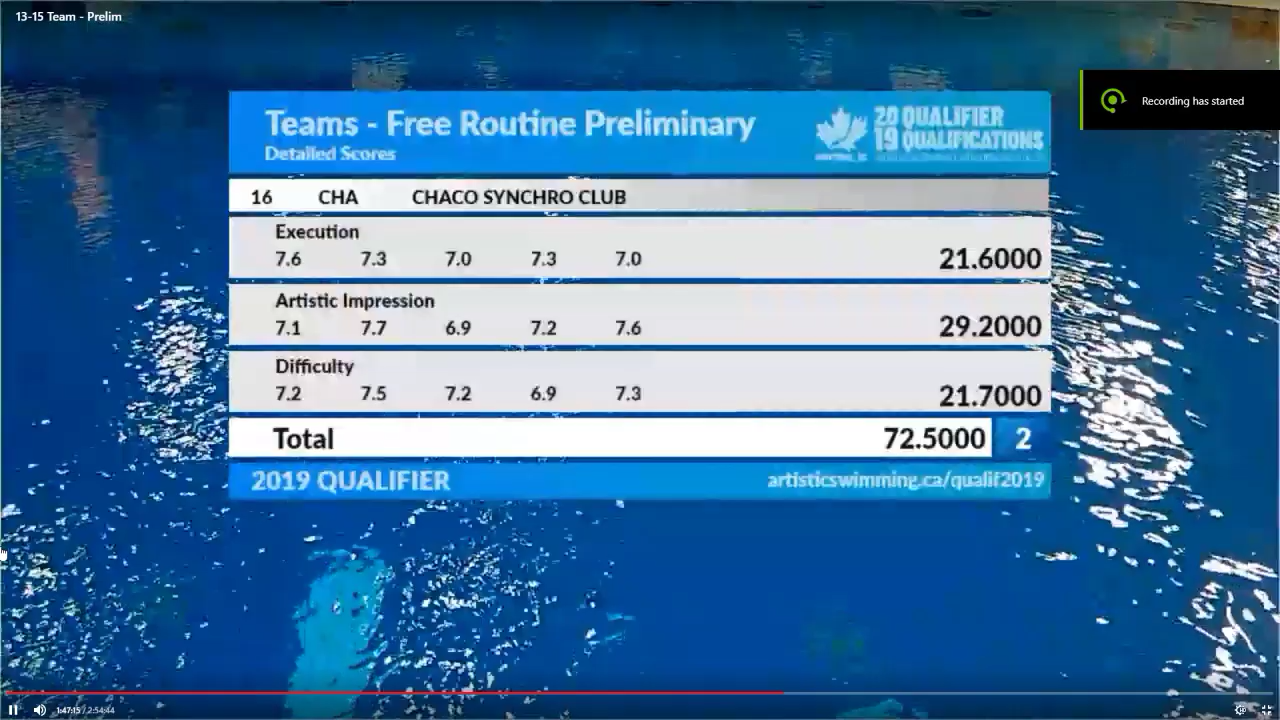 13-15 Team - Prelim
Recording has started
Teams - Free Routine Preliminary
Detailed Scores
20 QUALIFIER
19 QUALIFICATIONS
16 CHA CHACO SYNCHRO CLUB
Execution
7.6 7.3 7.0 7.3 7.0 21.6000
Artistic Impression
7.1 7.7 6.9 7.2 7.6 29.2000
Difficulty
7.2 7.5 7.2 6.9 7.3 21.7000
Total 72.5000 2
2019 QUALIFIER artisticswimming.ca/qualif2019
1:47:15 / 2:54:44